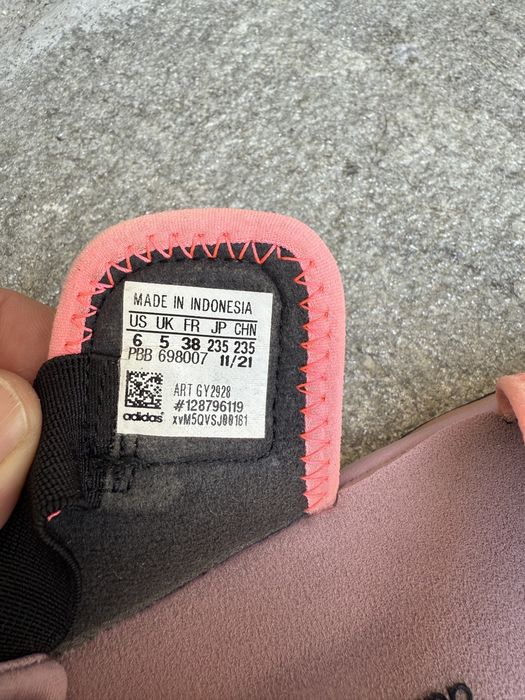 MADE IN INDONESIA
US UK FR JP CHN
6 5 38 235 235
PBB 698007 11/21
ART GY2928
#128796119
adidas xvM5QVSJ00161